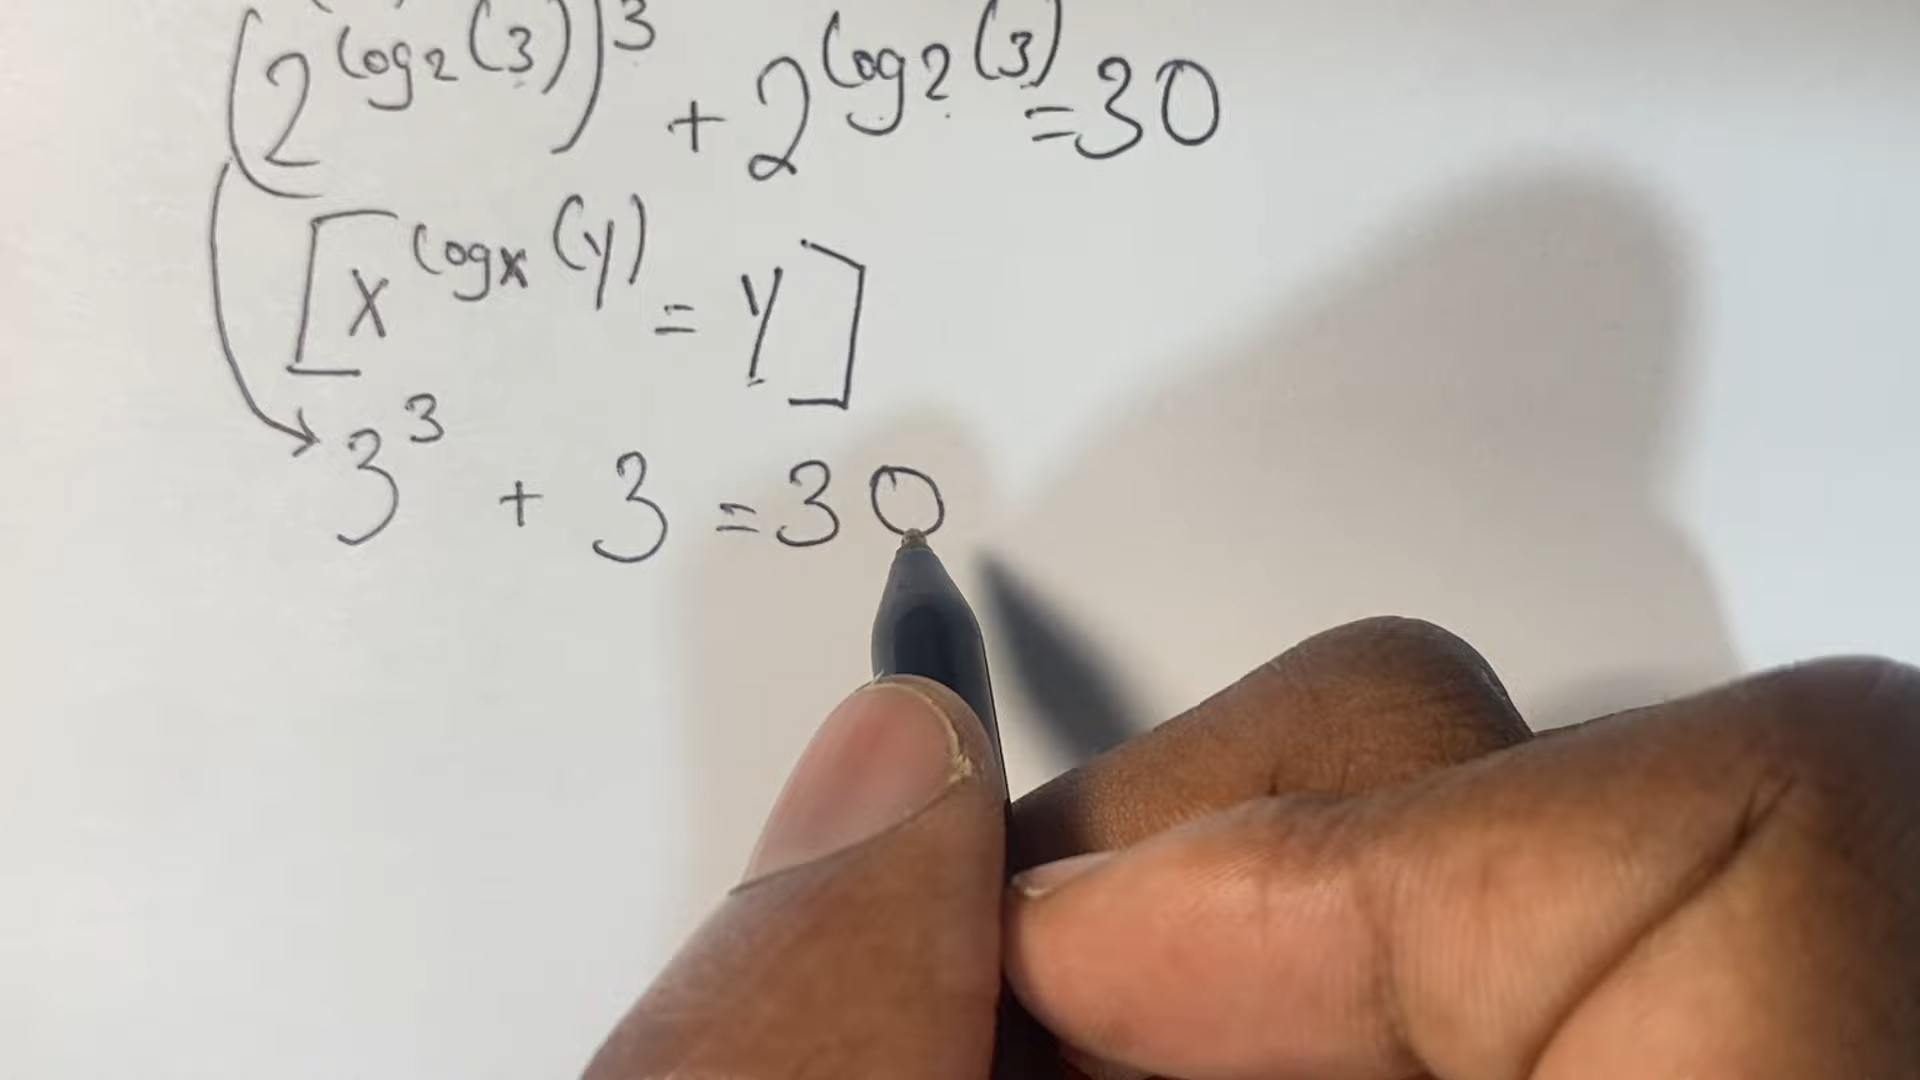 (2^log₂(3))^3 + 2^log₂(3) = 30
[x^logₓ(y) = y]
3^3 + 3 = 30